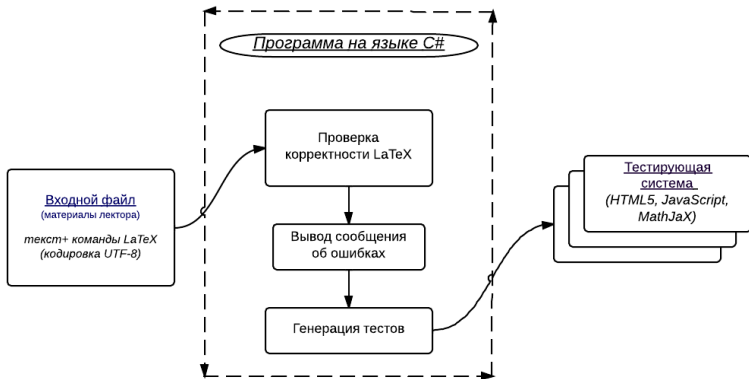 Программа на языке C#
Проверка
корректности LaTeX
Входной файл
(материалы лектора)
текст+ команды LaTeX
(кодировка UTF-8)
Вывод сообщения
об ошибках
Генерация тестов
Тестирующая
система
(HTML5, JavaScript,
MathJaX)